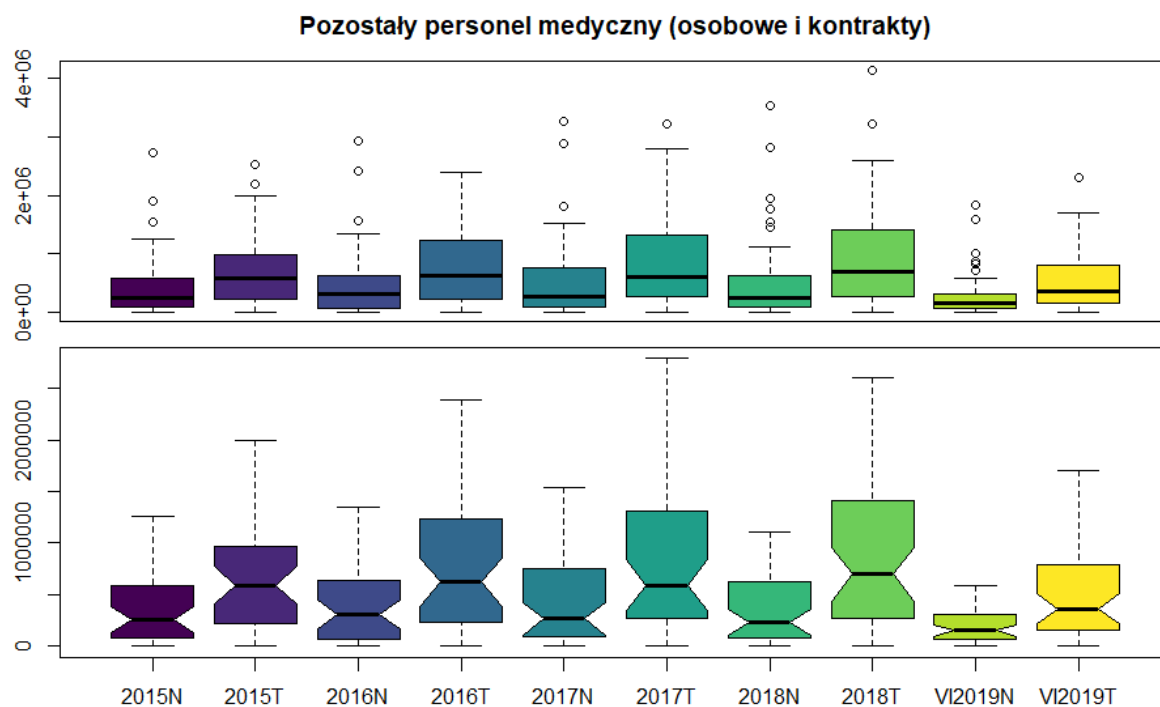 Pozostały personel medyczny (osobowe i kontrakty)
4e+06
2e+06
0e+00
2000000
1000000
0
2015N 2015T 2016N 2016T 2017N 2017T 2018N 2018T VI2019N VI2019T